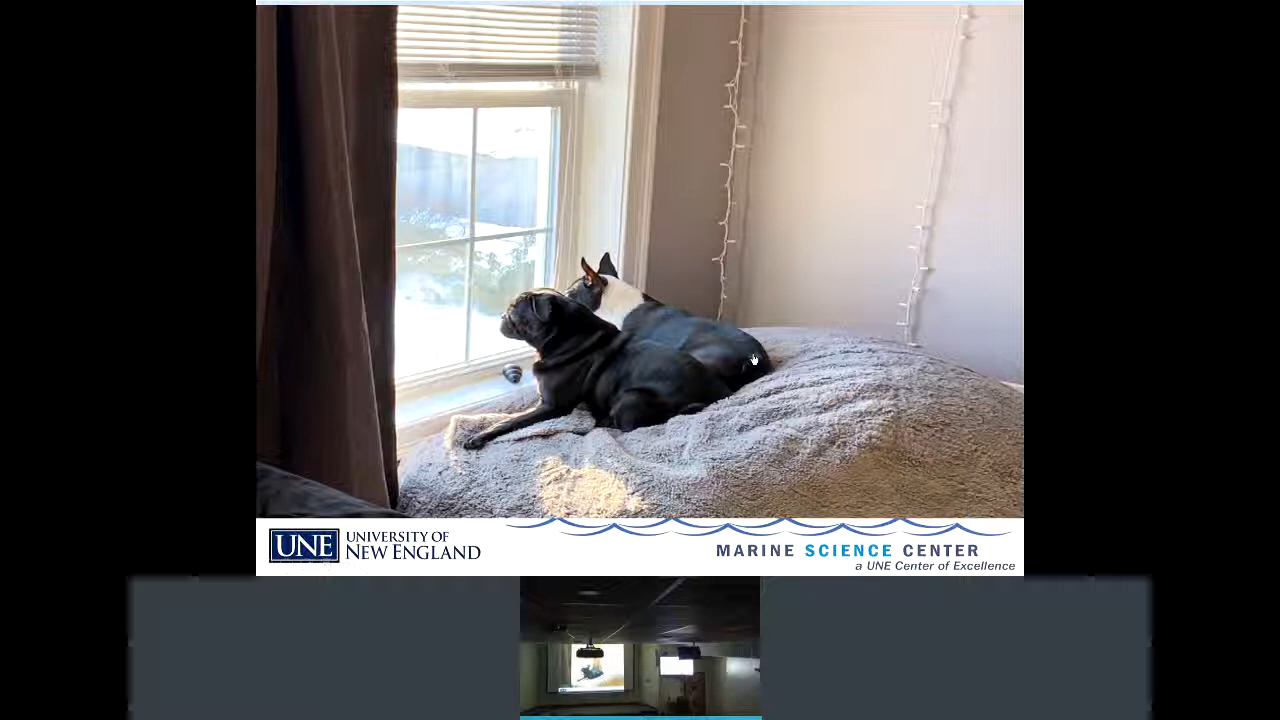 UNE
UNIVERSITY OF
NEW ENGLAND
MARINE SCIENCE CENTER
a UNE Center of Excellence